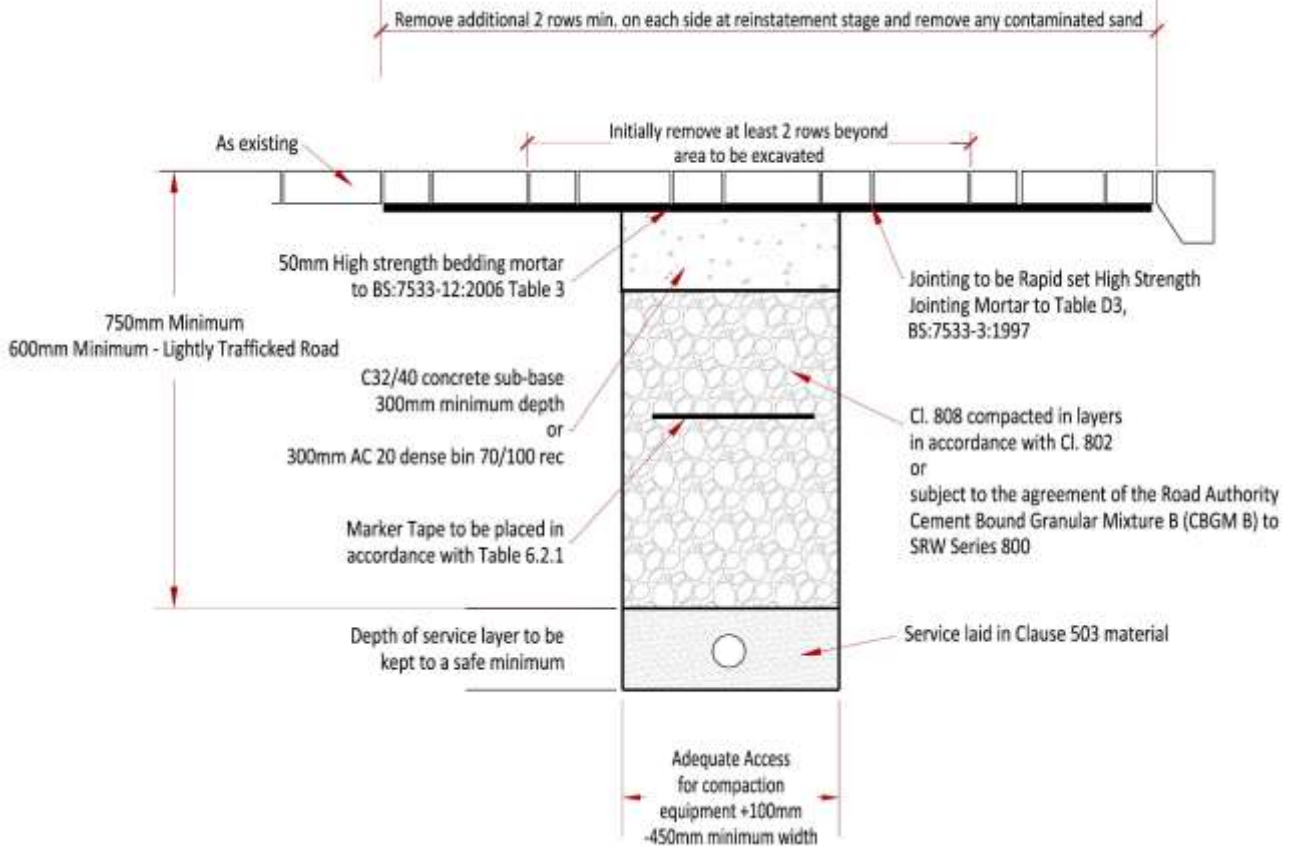 Remove additional 2 rows min. on each side at reinstatement stage and remove any contaminated sand
Initially remove at least 2 rows beyond
area to be excavated
As existing
50mm High strength bedding mortar
to BS:7533-12:2006 Table 3
Jointing to be Rapid set High Strength
Jointing Mortar to Table D3,
BS:7533-3:1997
750mm Minimum
600mm Minimum - Lightly Trafficked Road
C32/40 concrete sub-base
300mm minimum depth
or
300mm AC 20 dense bin 70/100 rec
Cl. 808 compacted in layers
in accordance with Cl. 802
or
subject to the agreement of the Road Authority
Cement Bound Granular Mixture B (CBGM B) to
SRW Series 800
Marker Tape to be placed in
accordance with Table 6.2.1
Depth of service layer to be
kept to a safe minimum
Service laid in Clause 503 material
Adequate Access
for compaction
equipment +100mm
-450mm minimum width